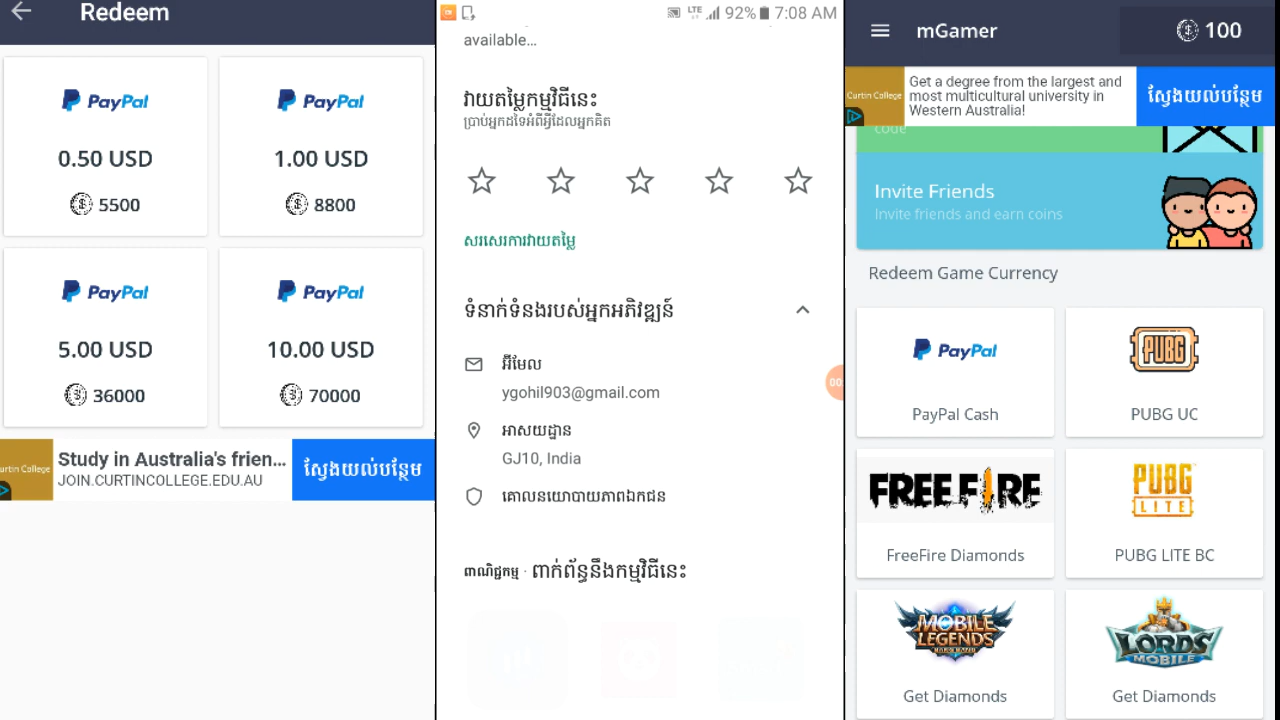 Redeem
PayPal
0.50 USD
5500
PayPal
1.00 USD
8800
PayPal
5.00 USD
36000
PayPal
10.00 USD
70000
Curtin College
Study in Australia's frien...
JOIN.CURTINCOLLEGE.EDU.AU
ស្វែងយល់បន្ថែម
LTE
92%
7:08 AM
available...
វាយតម្លៃកម្មវិធីនេះ
ប្រាប់អ្នកដទៃអំពីអ្វីដែលអ្នកគិត
សរសេរការវាយតម្លៃ
ទំនាក់ទំនងរបស់អ្នកអភិវឌ្ឍន៍
អ៊ីមែល
ygohil903@gmail.com
អាសយដ្ឋាន
GJ10, India
គោលនយោបាយភាពឯកជន
ពាណិជ្ជកម្ម · ពាក់ព័ន្ធនឹងកម្មវិធីនេះ
mGamer
100
Curtin College
Get a degree from the largest and
most multicultural university in
Western Australia!
ស្វែងយល់បន្ថែម
code
Invite Friends
Invite friends and earn coins
Redeem Game Currency
PayPal
PayPal Cash
PUBG
PUBG UC
FREE FIRE
FreeFire Diamonds
PUBG
LITE
PUBG LITE BC
MOBILE
LEGENDS
Get Diamonds
LORDS
MOBILE
Get Diamonds